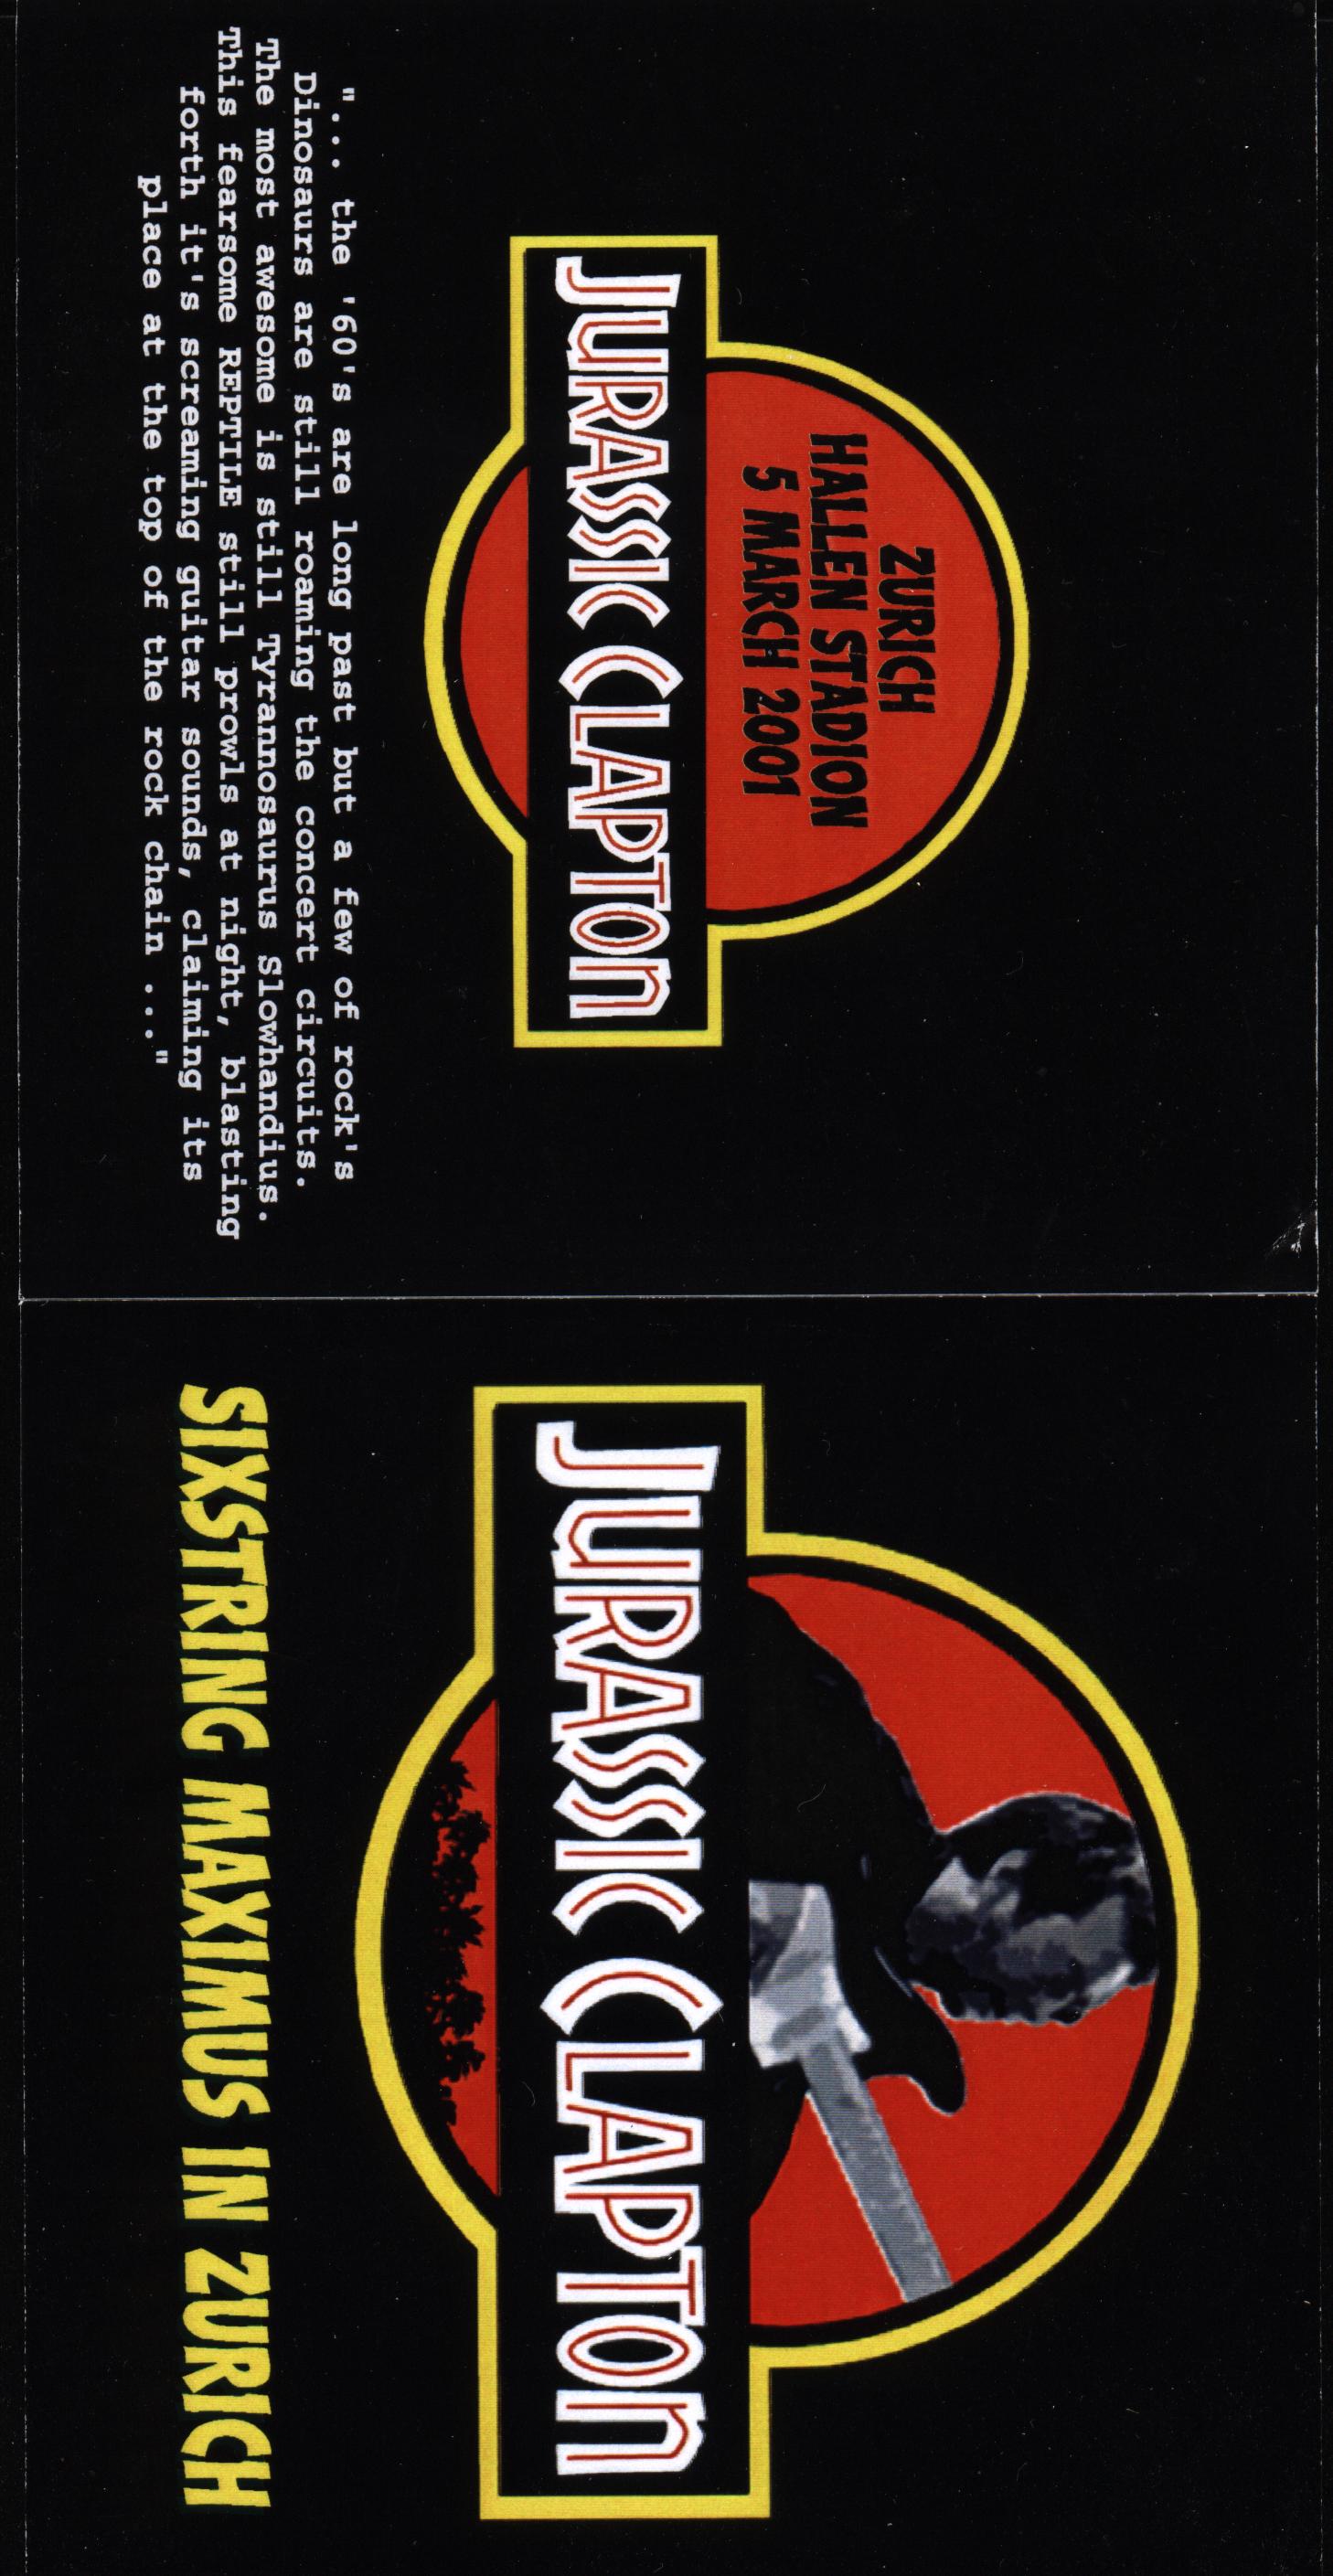 ZURICH
HALLEN STADION
5 MARCH 2001
JURASSIC CLAPTON
"... the '60's are long past but a few of rock's
Dinosaurs are still roaming the concert circuits.
The most awesome is still Tyrannosaurus Slowhandius.
This fearsome REPTILE still prowls at night, blasting
forth it's screaming guitar sounds, claiming its
place at the top of the rock chain ..."
JURASSIC CLAPTON
SIXSTRING MAXIMUS IN ZURICH